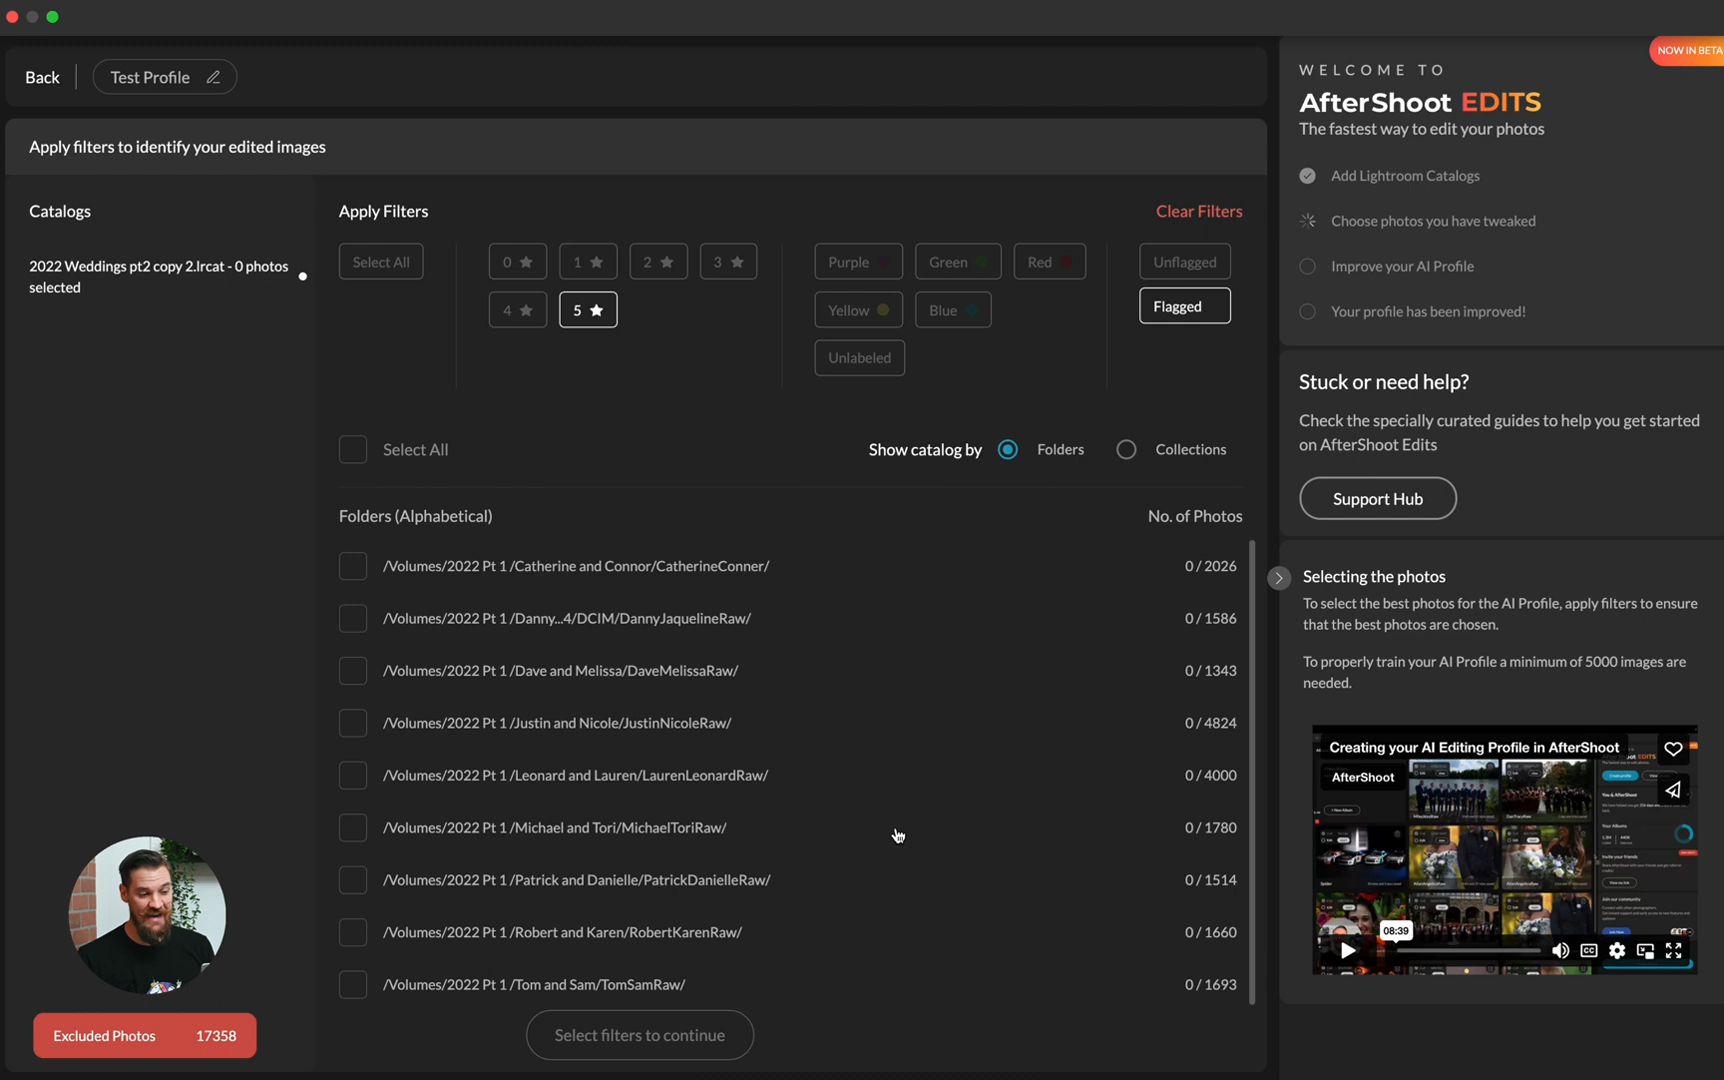 Back
Test Profile
Apply filters to identify your edited images
Catalogs
2022 Weddings pt2 copy 2.lrcat - 0 photos
selected
Apply Filters
Clear Filters
Select All
0
1
2
3
4
5
Purple
Green
Red
Yellow
Blue
Unlabeled
Unflagged
Flagged
Select All
Show catalog by
Folders
Collections
Folders (Alphabetical)
No. of Photos
/Volumes/2022 Pt 1 /Catherine and Connor/CatherineConner/
0 / 2026
/Volumes/2022 Pt 1 /Danny...4/DCIM/DannyJaquelineRaw/
0 / 1586
/Volumes/2022 Pt 1 /Dave and Melissa/DaveMelissaRaw/
0 / 1343
/Volumes/2022 Pt 1 /Justin and Nicole/JustinNicoleRaw/
0 / 4824
/Volumes/2022 Pt 1 /Leonard and Lauren/LaurenLeonardRaw/
0 / 4000
/Volumes/2022 Pt 1 /Michael and Tori/MichaelToriRaw/
0 / 1780
/Volumes/2022 Pt 1 /Patrick and Danielle/PatrickDanielleRaw/
0 / 1514
/Volumes/2022 Pt 1 /Robert and Karen/RobertKarenRaw/
0 / 1660
/Volumes/2022 Pt 1 /Tom and Sam/TomSamRaw/
0 / 1693
Excluded Photos 17358
Select filters to continue
NOW IN BETA
WELCOME TO
AfterShoot EDITS
The fastest way to edit your photos
Add Lightroom Catalogs
Choose photos you have tweaked
Improve your AI Profile
Your profile has been improved!
Stuck or need help?
Check the specially curated guides to help you get started
on AfterShoot Edits
Support Hub
Selecting the photos
To select the best photos for the AI Profile, apply filters to ensure
that the best photos are chosen.
To properly train your AI Profile a minimum of 5000 images are
needed.
Creating your AI Editing Profile in AfterShoot
AfterShoot
08:39
CC